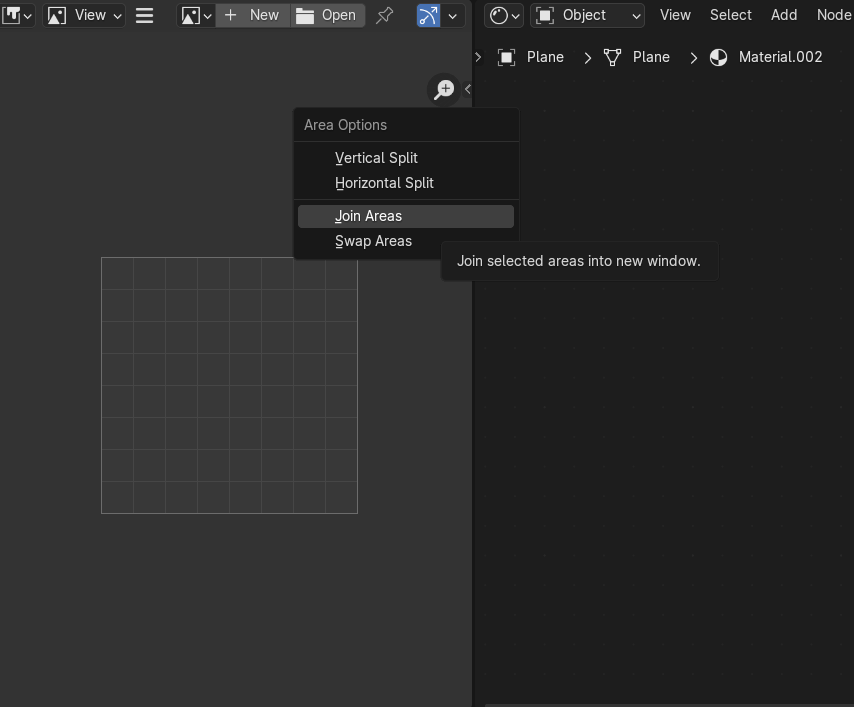 View New Open Object View Select Add Node
Plane Plane Material.002
Area Options
Vertical Split
Horizontal Split
Join Areas
Swap Areas
Join selected areas into new window.